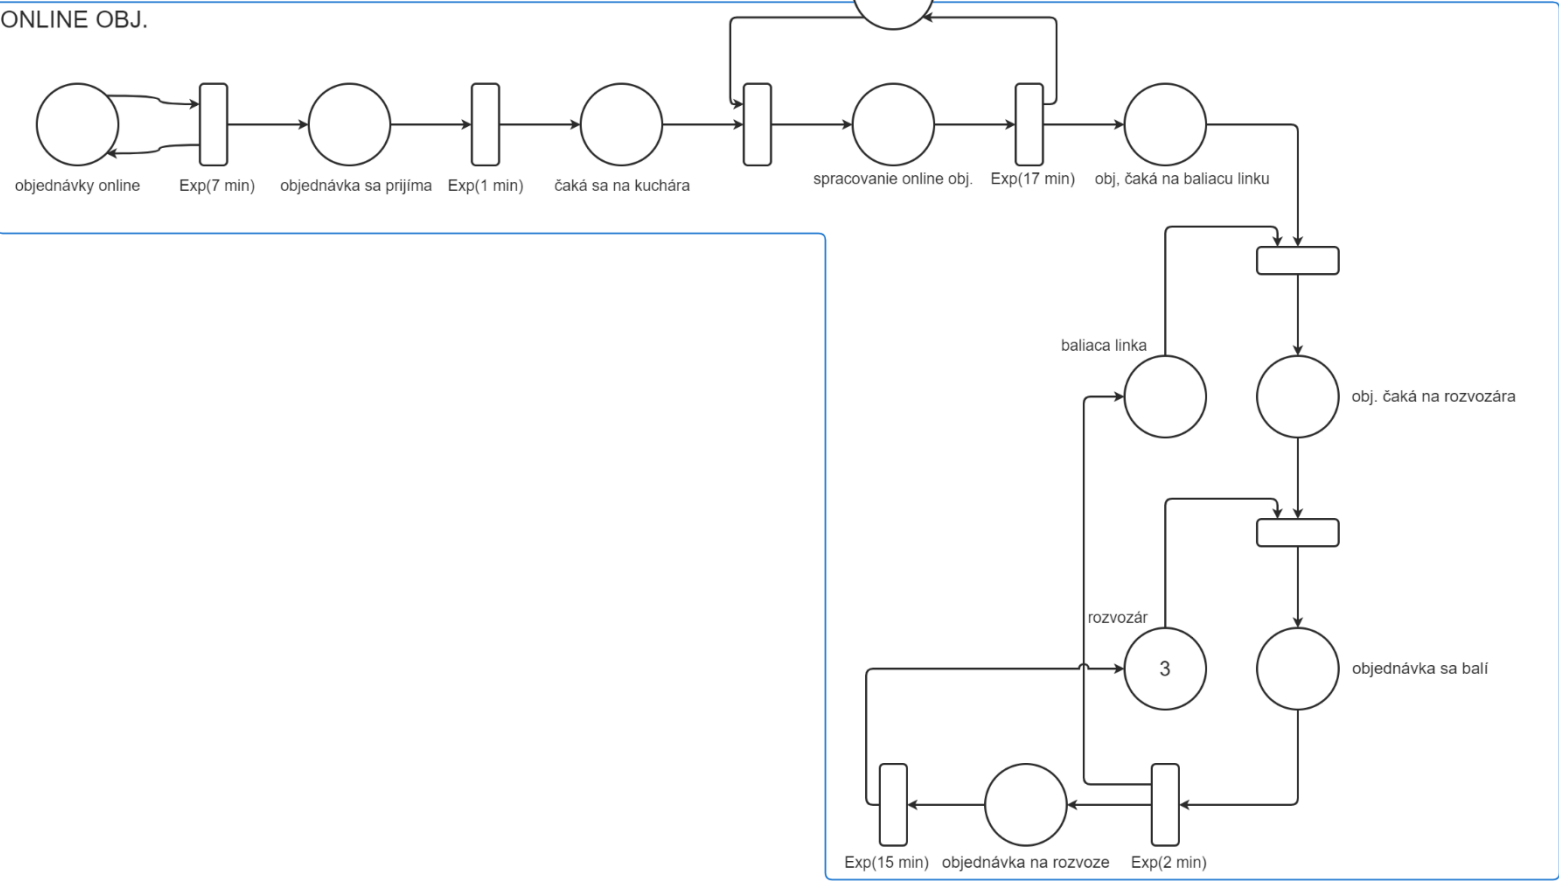 ONLINE OBJ.
objednávky online
Exp(7 min)
objednávka sa prijíma
Exp(1 min)
čaká sa na kuchára
spracovanie online obj.
Exp(17 min)
obj, čaká na baliacu linku
baliaca linka
obj. čaká na rozvozára
rozvozár
3
objednávka sa balí
Exp(15 min)
objednávka na rozvoze
Exp(2 min)